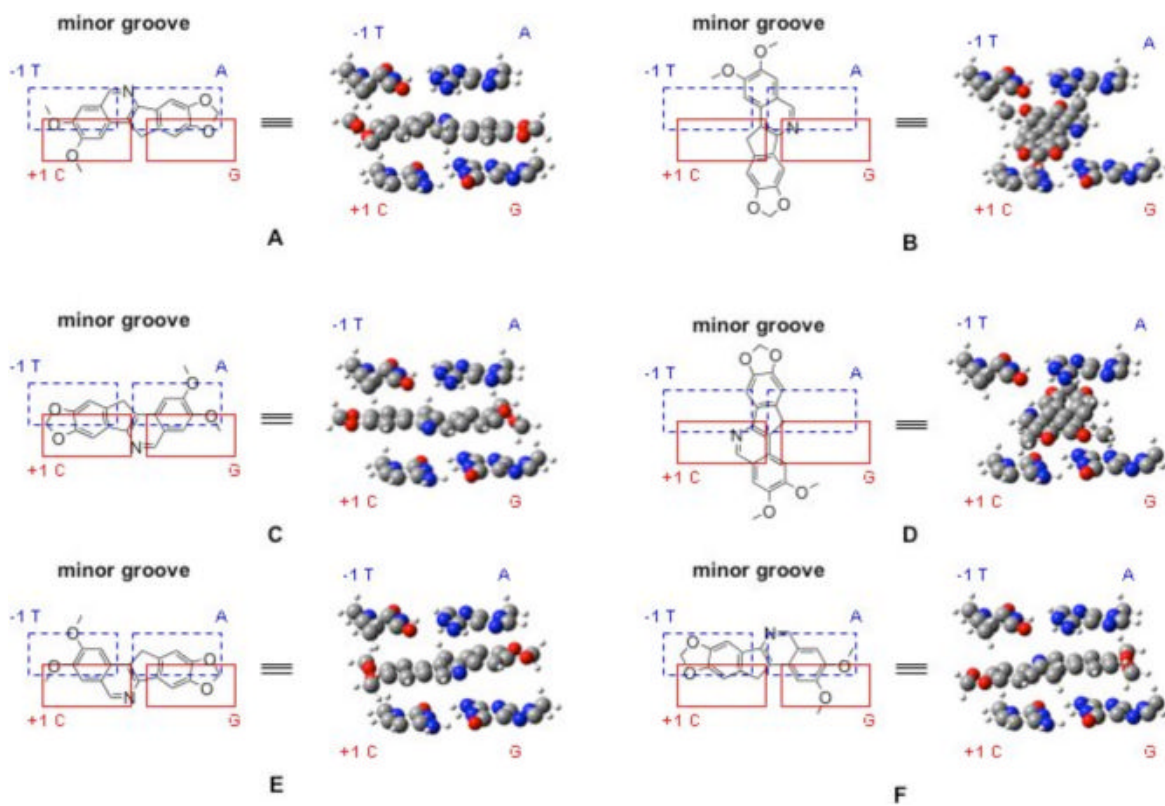 minor groove
-1 T A
+1 C G
-1 T A
+1 C G
N O O O O
A
minor groove
-1 T A
+1 C G
-1 T A
+1 C G
O O N O O
B
minor groove
-1 T A
+1 C G
-1 T A
+1 C G
O O O O N
C
minor groove
-1 T A
+1 C G
-1 T A
+1 C G
O O N O O
D
minor groove
-1 T A
+1 C G
-1 T A
+1 C G
O O O O N
E
minor groove
-1 T A
+1 C G
-1 T A
+1 C G
N O O O O
F